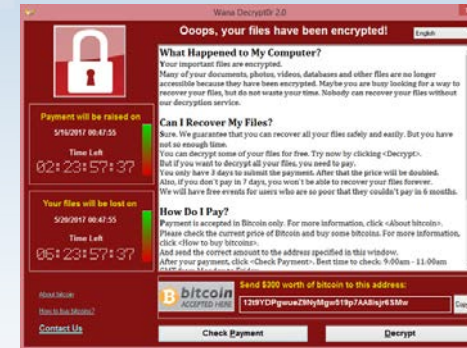 Wana Decrypt0r 2.0
Ooops, your files have been encrypted!
English
What Happened to My Computer?
Your important files are encrypted.
Many of your documents, photos, videos, databases and other files are no longer
accessible because they have been encrypted. Maybe you are busy looking for a way to
recover your files, but do not waste your time. Nobody can recover your files without
our decryption service.
Can I Recover My Files?
Sure. We guarantee that you can recover all your files safely and easily. But you have
not so enough time.
You can decrypt some of your files for free. Try now by clicking <Decrypt>.
But if you want to decrypt all your files, you need to pay.
You only have 3 days to submit the payment. After that the price will be doubled.
Also, if you don't pay in 7 days, you won't be able to recover your files forever.
We will have free events for users who are so poor that they couldn't pay in 6 months.
How Do I Pay?
Payment is accepted in Bitcoin only. For more information, click <About bitcoin>.
Please check the current price of Bitcoin and buy some bitcoins. For more information,
click <How to buy bitcoins>.
And send the correct amount to the address specified in this window.
After your payment, click <Check Payment>. Best time to check: 9:00am - 11:00am
GMT from Monday to Friday.
Payment will be raised on
5/16/2017 00:47:55
Time Left
02:23:57:37
Your files will be lost on
5/20/2017 00:47:55
Time Left
06:23:57:37
About bitcoin
How to buy bitcoins?
Contact Us
bitcoin
ACCEPTED HERE
Send $300 worth of bitcoin to this address:
Copy
Check Payment
Decrypt